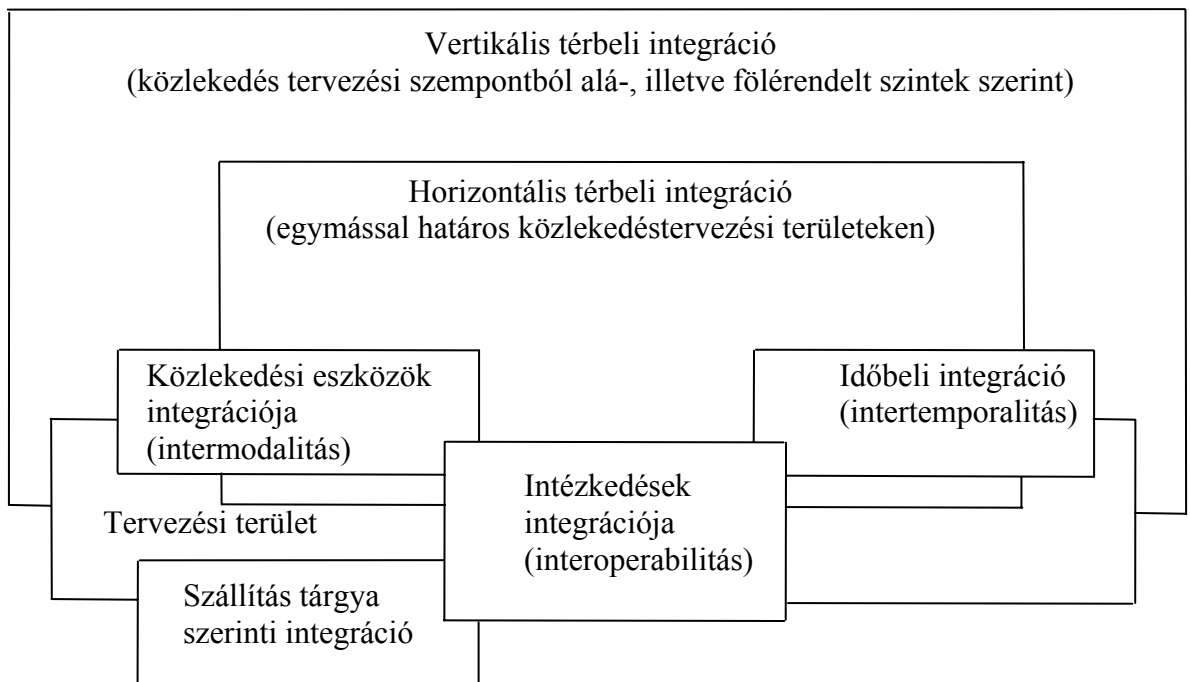 Vertikális térbeli integráció
(közlekedés tervezési szempontból alá-, illetve fölérendelt szintek szerint)
Horizontális térbeli integráció
(egymással határos közlekedéstervezési területeken)
Közlekedési eszközök
integrációja
(intermodalitás)
Időbeli integráció
(intertemporalitás)
Intézkedések
integrációja
(interoperabilitás)
Tervezési terület
Szállítás tárgya
szerinti integráció